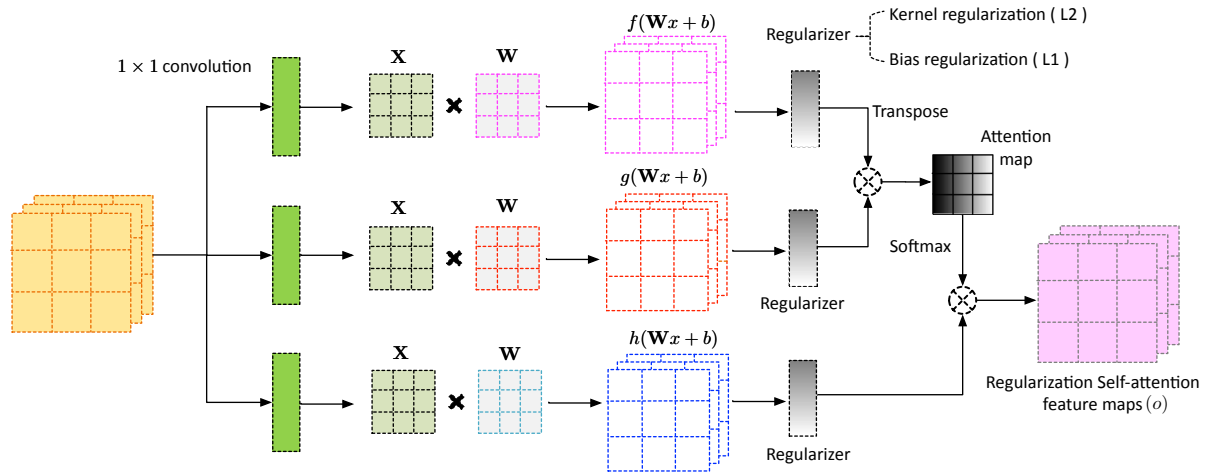 Kernel regularization ( L2 )
Regularizer
Bias regularization ( L1 )
1 × 1 convolution
X
W
f(Wx + b)
Transpose
Attention
map
X
W
g(Wx + b)
Softmax
Regularizer
X
W
h(Wx + b)
Regularizer
Regularization Self-attention
feature maps (o)